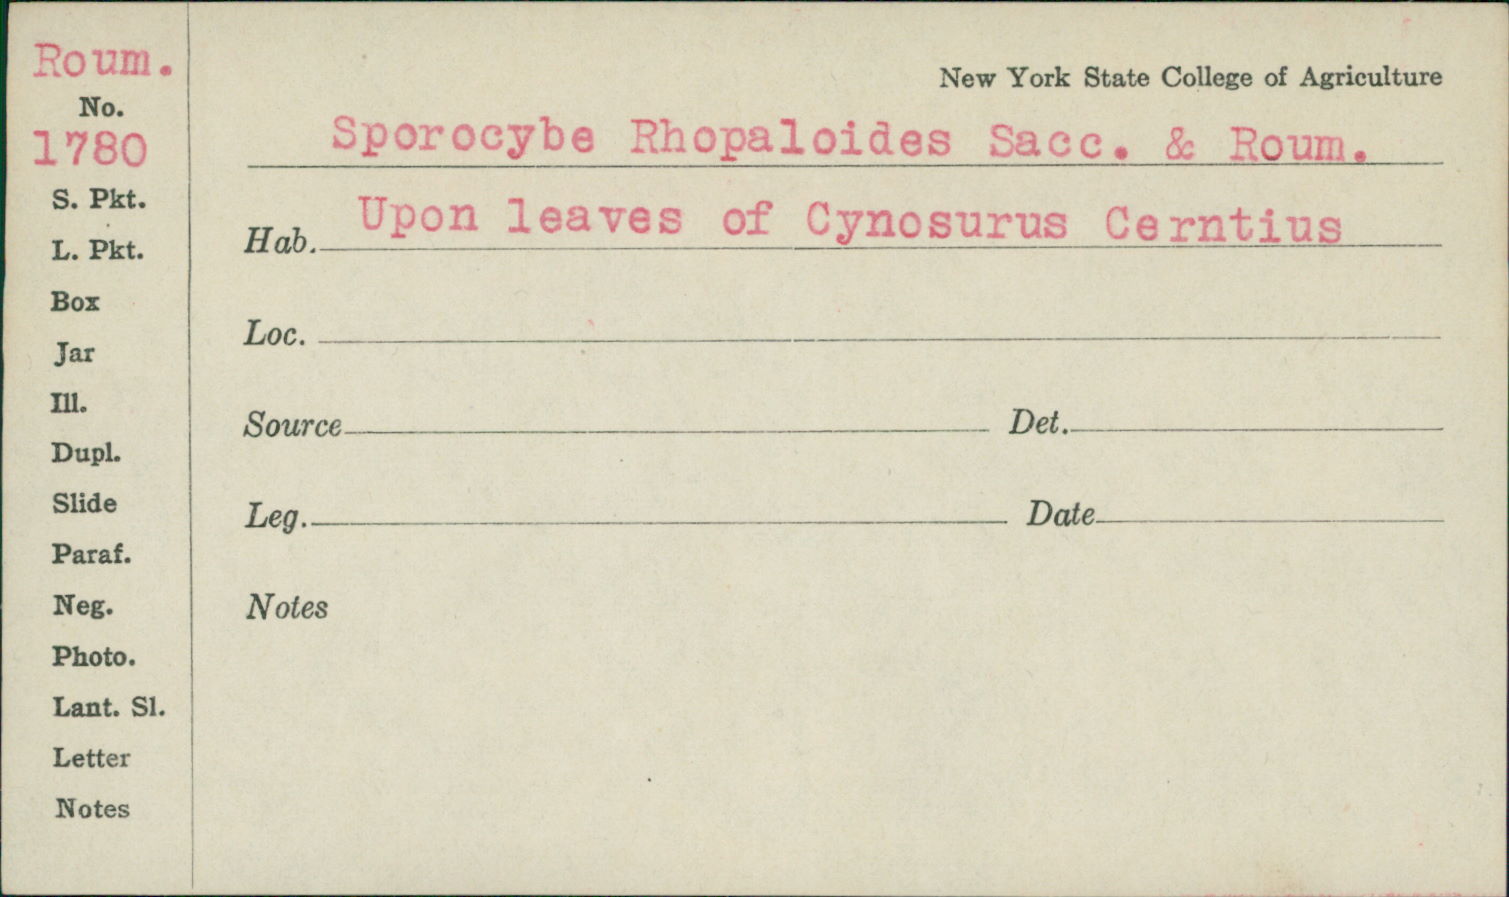 Roum.
No.
1780
S. Pkt.
L. Pkt.
Box
Jar
Ill.
Dupl.
Slide
Paraf.
Neg.
Photo.
Lant. Sl.
Letter
Notes
New York State College of Agriculture
Sporocybe Rhopaloides Sacc. & Roum.
Hab. Upon leaves of Cynosurus Cerntius
Loc.
Source Det.
Leg. Date
Notes